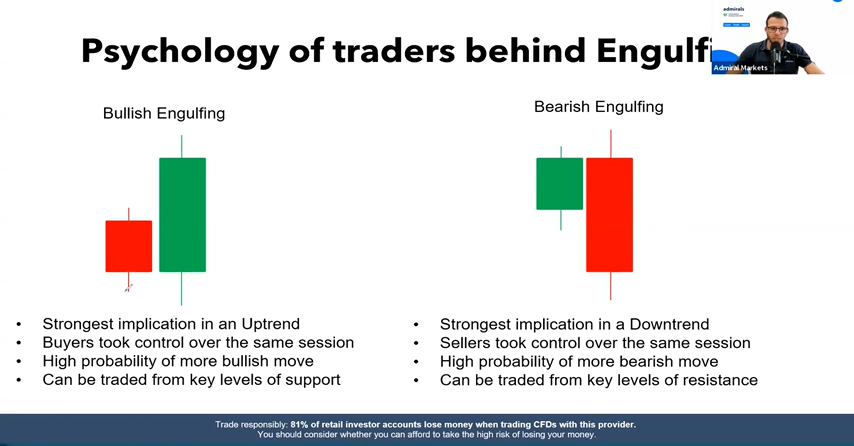 admirals
Psychology of traders behind Engulfi
Admiral Markets
Bullish Engulfing
Bearish Engulfing
• Strongest implication in an Uptrend
• Buyers took control over the same session
• High probability of more bullish move
• Can be traded from key levels of support
• Strongest implication in a Downtrend
• Sellers took control over the same session
• High probability of more bearish move
• Can be traded from key levels of resistance
Trade responsibly: 81% of retail investor accounts lose money when trading CFDs with this provider.
You should consider whether you can afford to take the high risk of losing your money.